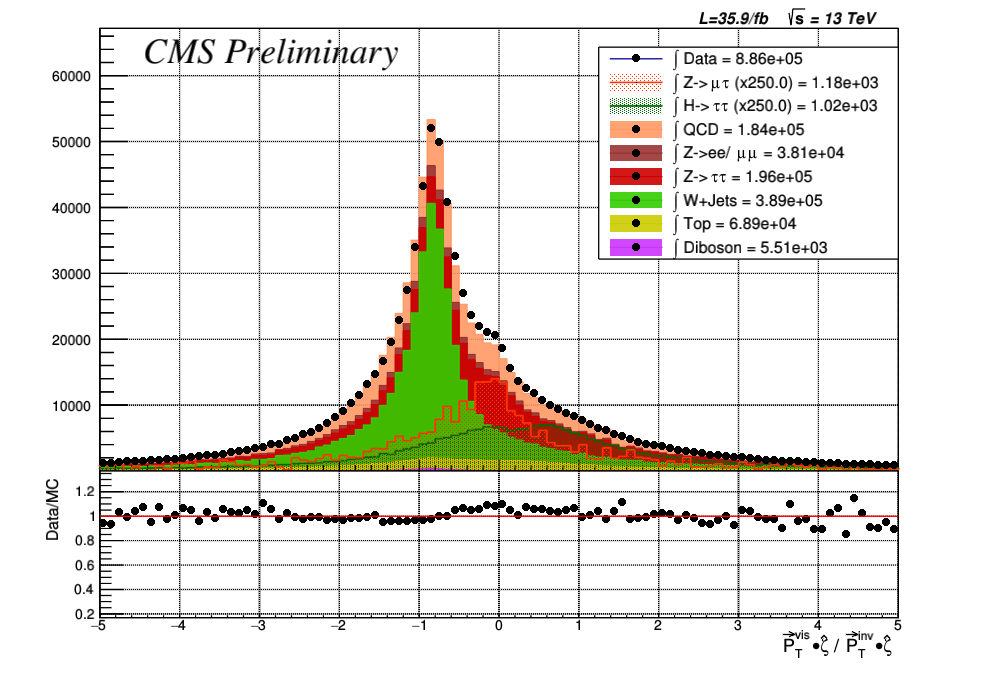 L=35.9/fb √s = 13 TeV
CMS Preliminary
∫ Data = 8.86e+05
∫ Z->μτ (x250.0) = 1.18e+03
∫ H->ττ (x250.0) = 1.02e+03
∫ QCD = 1.84e+05
∫ Z->ee/ μμ = 3.81e+04
∫ Z->ττ = 1.96e+05
∫ W+Jets = 3.89e+05
∫ Top = 6.89e+04
∫ Diboson = 5.51e+03
60000
50000
40000
30000
20000
10000
Data/MC
1.2
1
0.8
0.6
0.4
0.2
−5 −4 −3 −2 −1 0 1 2 3 4 5
P⃗_T^vis •ζ̂ / P⃗_T^inv •ζ̂